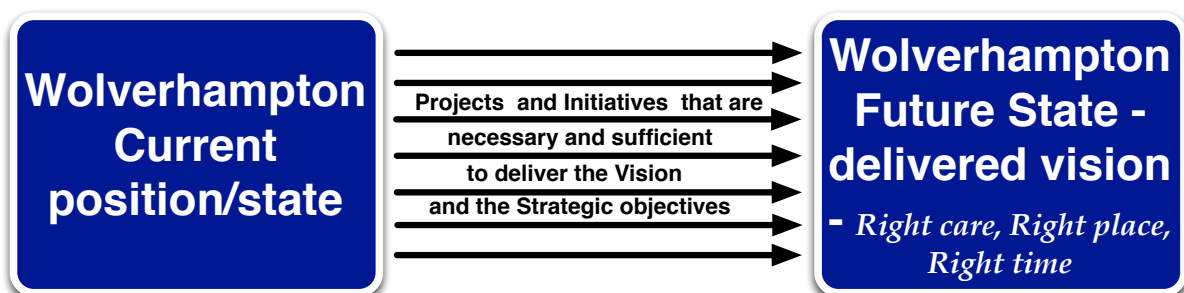 Wolverhampton
Current
position/state
Projects and Initiatives that are
necessary and sufficient
to deliver the Vision
and the Strategic objectives
Wolverhampton
Future State -
delivered vision
- Right care, Right place,
Right time